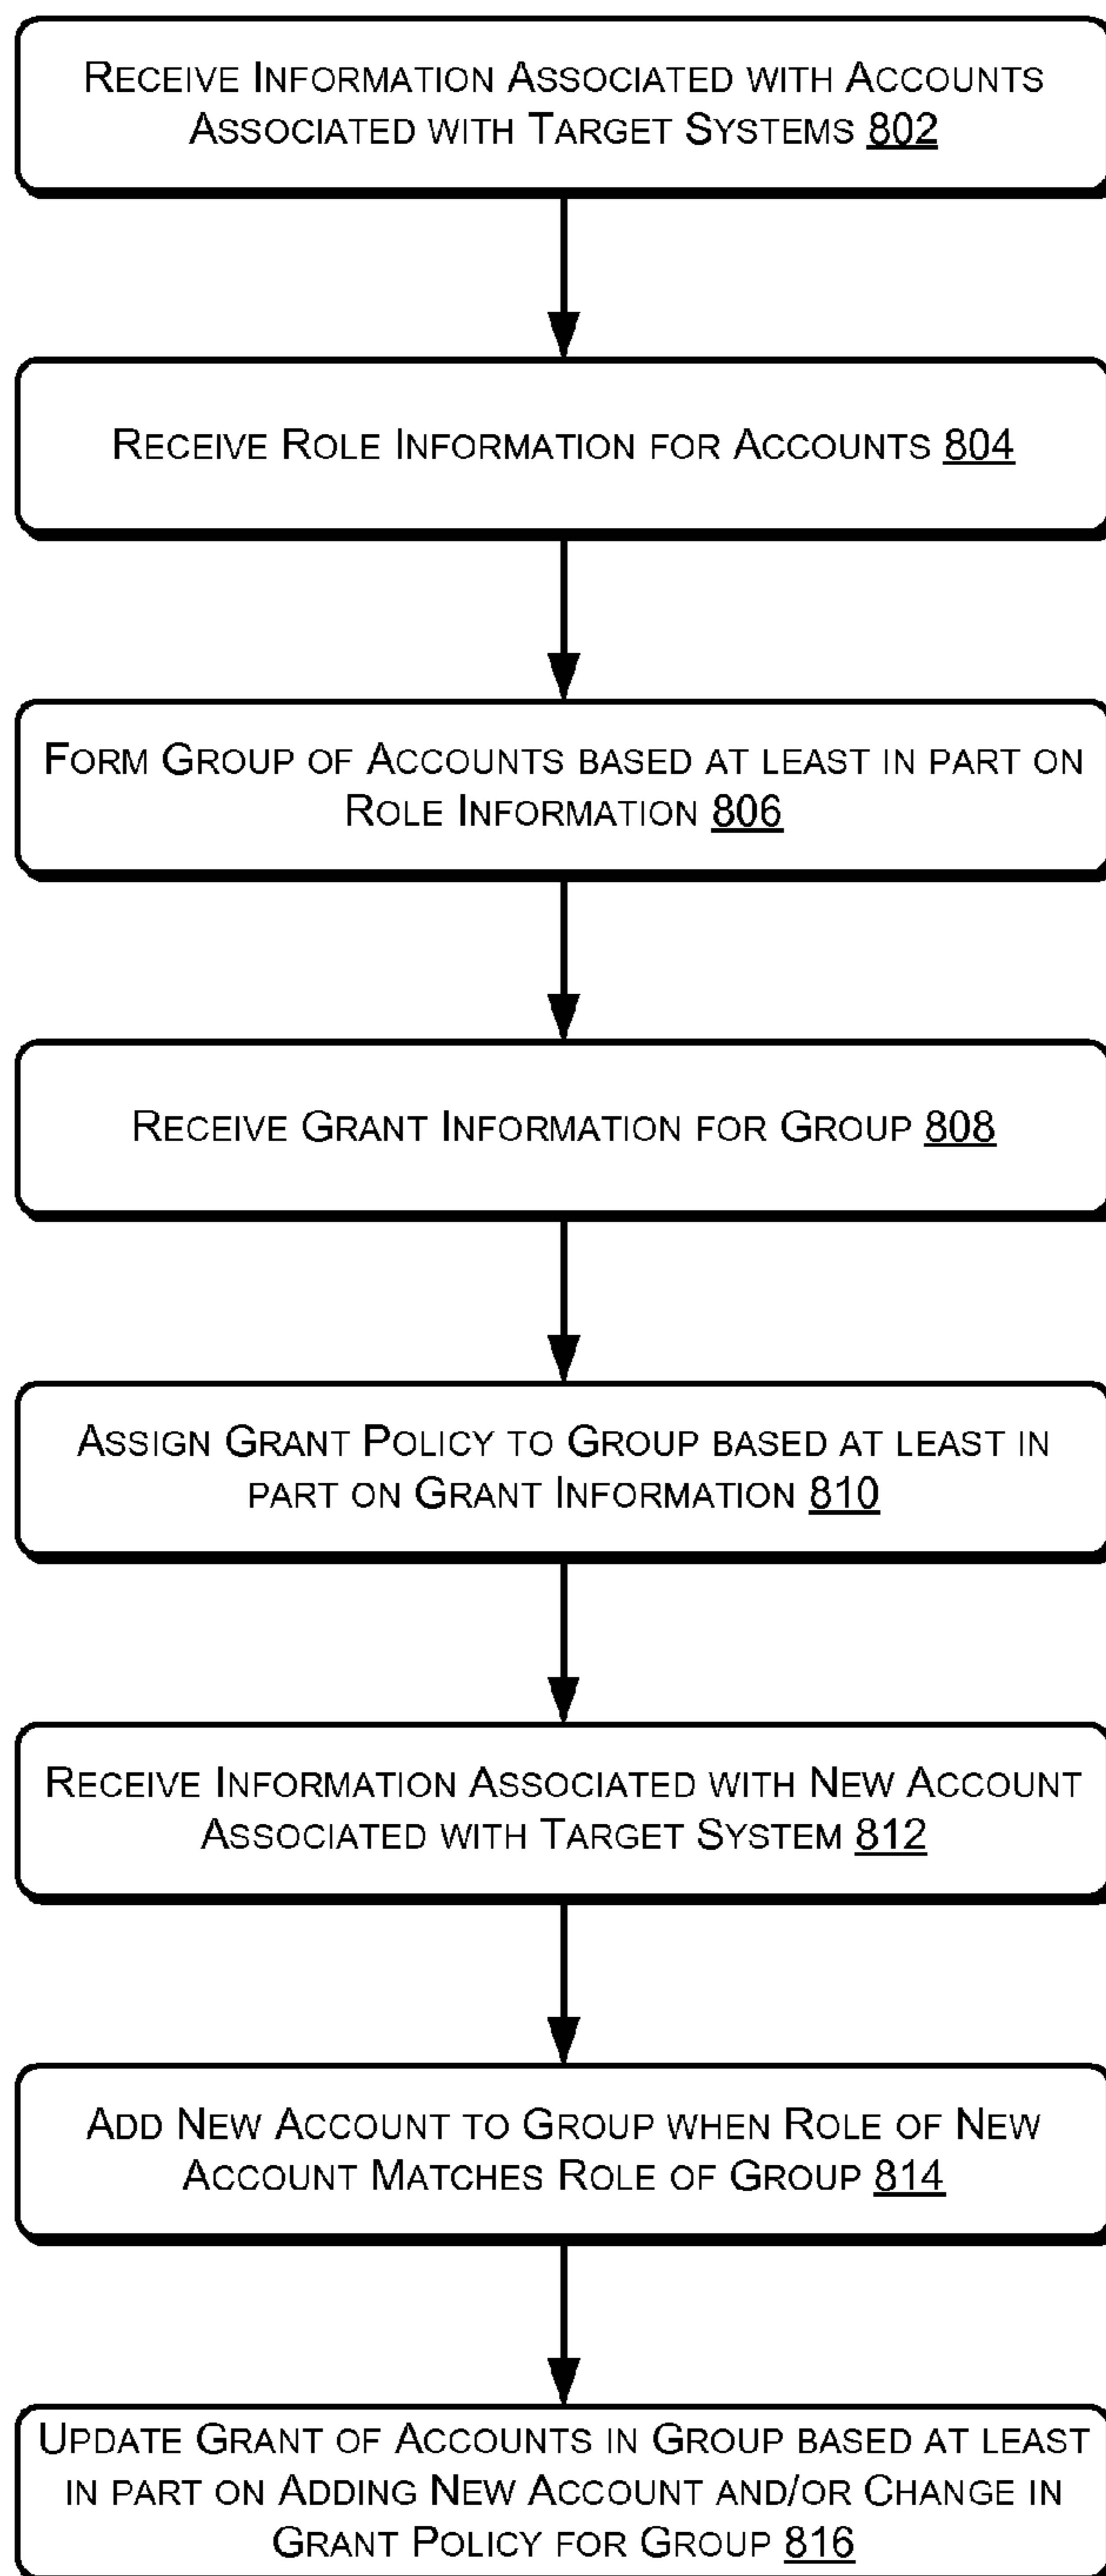 RECEIVE INFORMATION ASSOCIATED WITH ACCOUNTS
ASSOCIATED WITH TARGET SYSTEMS 802
RECEIVE ROLE INFORMATION FOR ACCOUNTS 804
FORM GROUP OF ACCOUNTS BASED AT LEAST IN PART ON
ROLE INFORMATION 806
RECEIVE GRANT INFORMATION FOR GROUP 808
ASSIGN GRANT POLICY TO GROUP BASED AT LEAST IN
PART ON GRANT INFORMATION 810
RECEIVE INFORMATION ASSOCIATED WITH NEW ACCOUNT
ASSOCIATED WITH TARGET SYSTEM 812
ADD NEW ACCOUNT TO GROUP WHEN ROLE OF NEW
ACCOUNT MATCHES ROLE OF GROUP 814
UPDATE GRANT OF ACCOUNTS IN GROUP BASED AT LEAST
IN PART ON ADDING NEW ACCOUNT AND/OR CHANGE IN
GRANT POLICY FOR GROUP 816